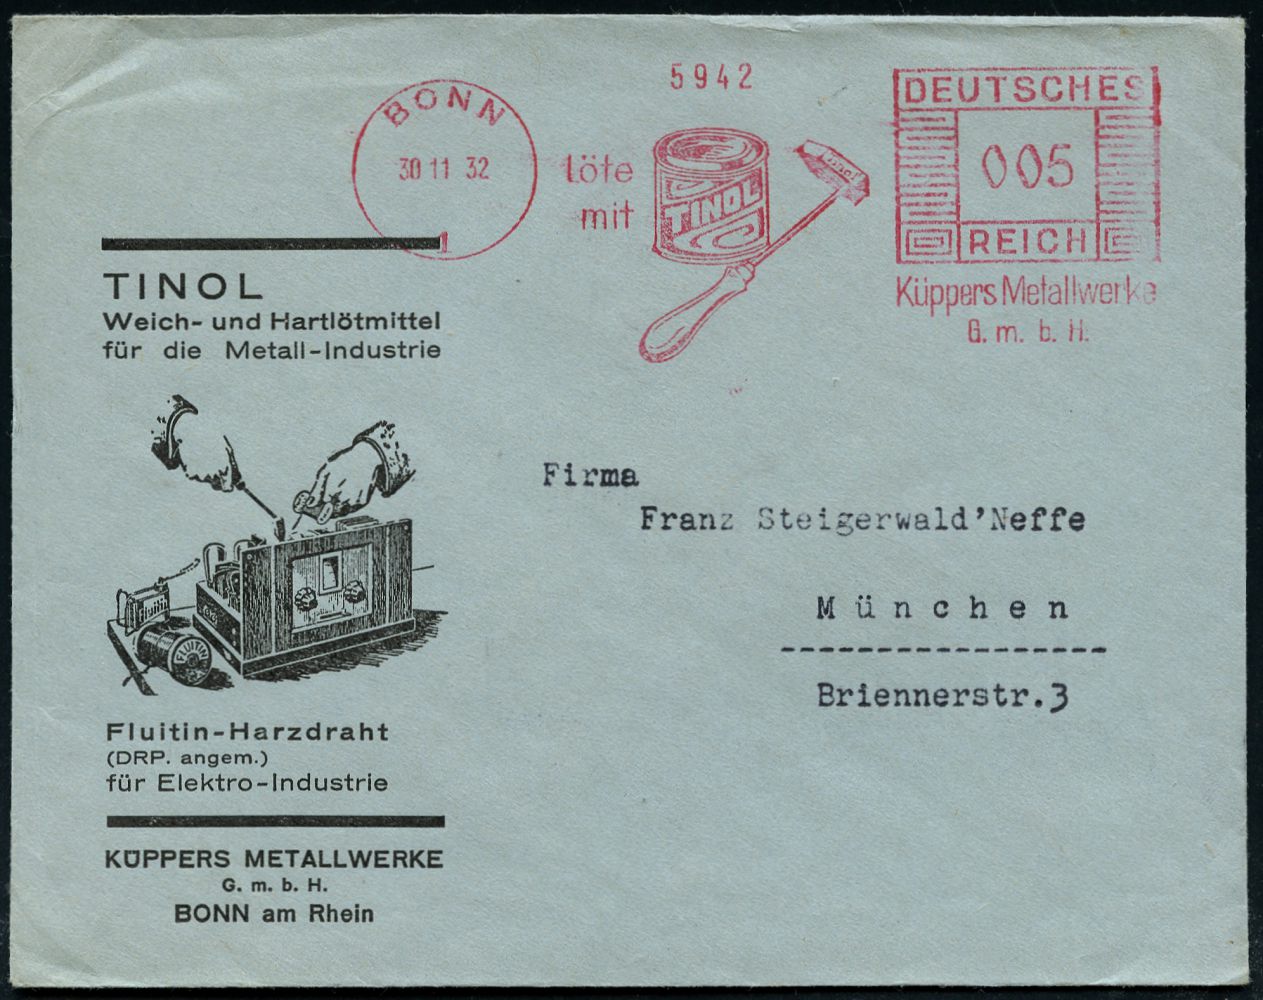 5942
BONN
30 11 32
1
Löte
mit
TINOL
DEUTSCHES
005
REICH
Küppers Metallwerke
G. m. b. H.
TINOL
Weich- und Hartlötmittel
für die Metall-Industrie
FLUITIN
Fluitin-Harzdraht
(DRP. angem.)
für Elektro-Industrie
KÜPPERS METALLWERKE
G. m. b. H.
BONN am Rhein
Firma
Franz Steigerwald'Neffe
München
Briennerstr.3